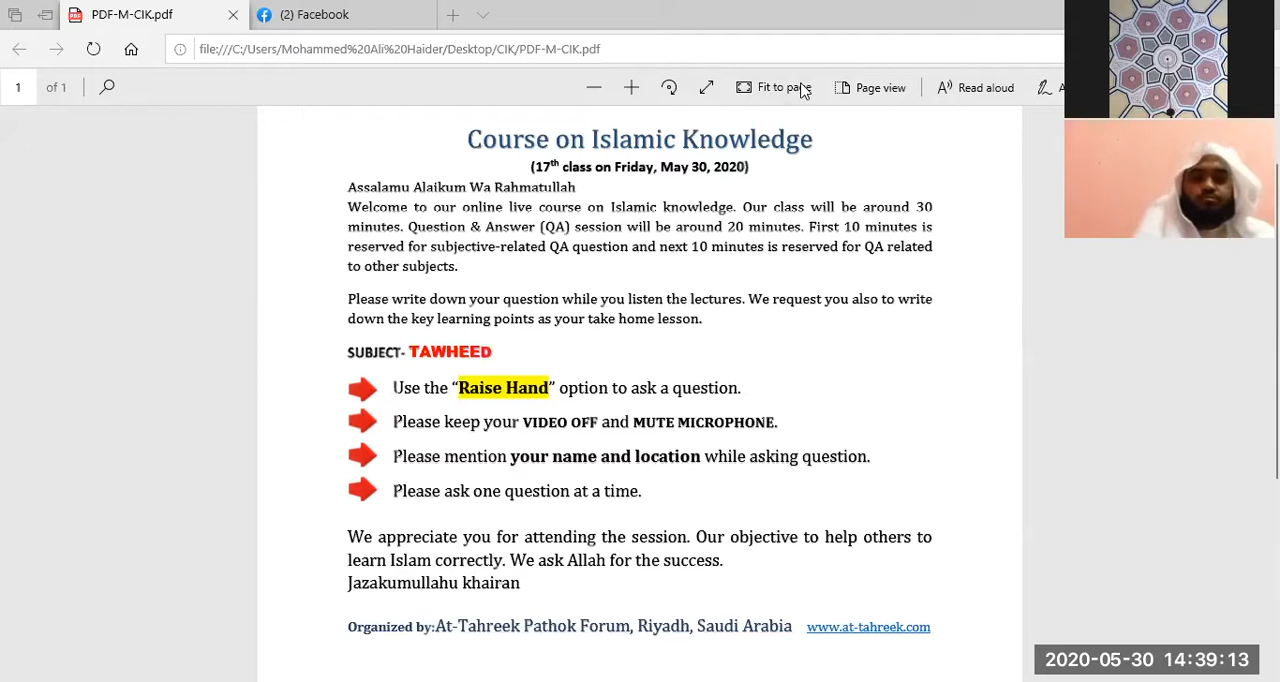 PDF-M-CIK.pdf
(2) Facebook
file:///C:/Users/Mohammed%20Ali%20Haider/Desktop/CIK/PDF-M-CIK.pdf
1 of 1
Fit to page
Page view
Read aloud
Course on Islamic Knowledge
(17th class on Friday, May 30, 2020)
Assalamu Alaikum Wa Rahmatullah
Welcome to our online live course on Islamic knowledge. Our class will be around 30
minutes. Question & Answer (QA) session will be around 20 minutes. First 10 minutes is
reserved for subjective-related QA question and next 10 minutes is reserved for QA related
to other subjects.
Please write down your question while you listen the lectures. We request you also to write
down the key learning points as your take home lesson.
SUBJECT- TAWHEED
Use the “Raise Hand” option to ask a question.
Please keep your VIDEO OFF and MUTE MICROPHONE.
Please mention your name and location while asking question.
Please ask one question at a time.
We appreciate you for attending the session. Our objective to help others to
learn Islam correctly. We ask Allah for the success.
Jazakumullahu khairan
Organized by:At-Tahreek Pathok Forum, Riyadh, Saudi Arabia www.at-tahreek.com
2020-05-30 14:39:13